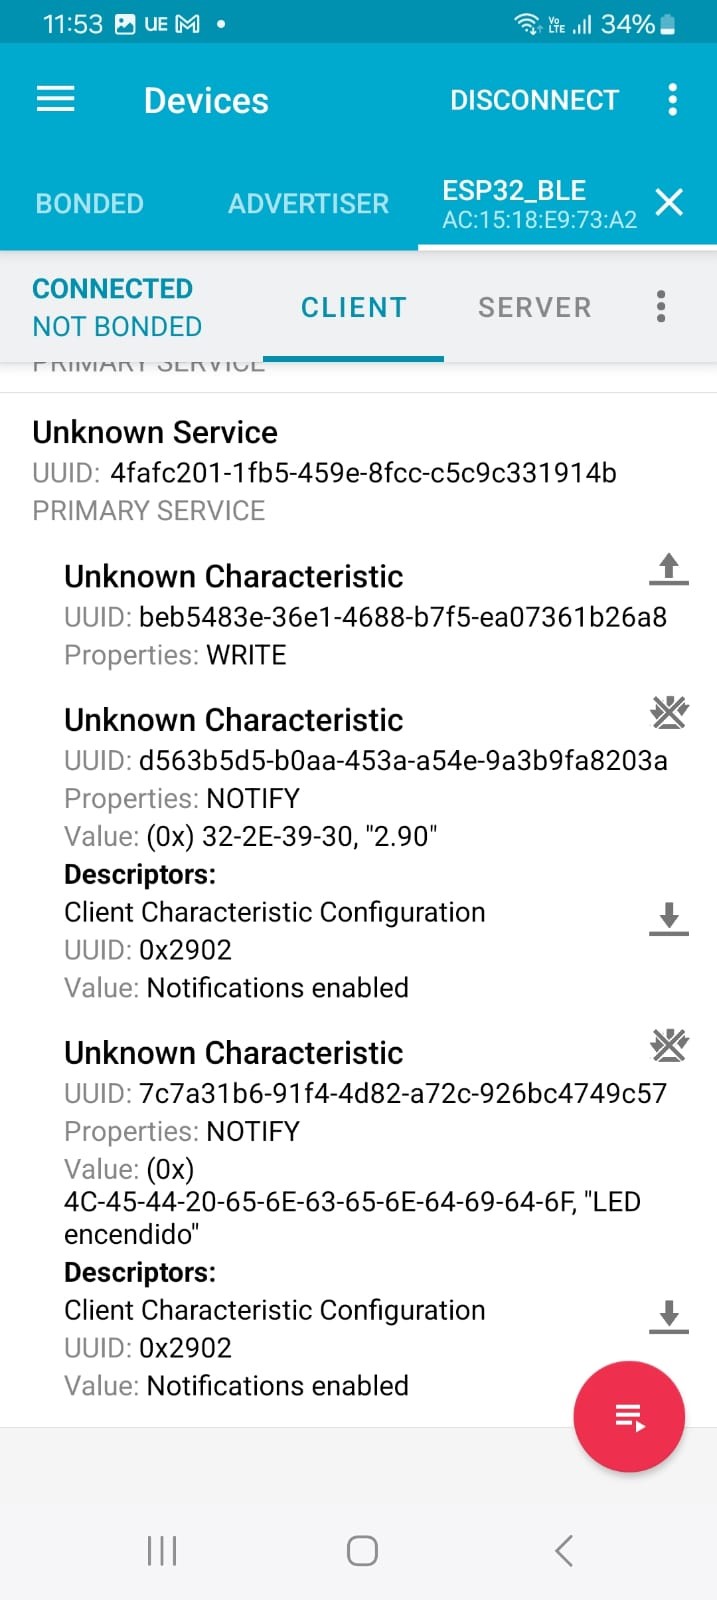 11:53 UE 34%
Devices DISCONNECT
BONDED ADVERTISER ESP32_BLE
AC:15:18:E9:73:A2
CONNECTED
NOT BONDED
CLIENT SERVER
PRIMARY SERVICE
Unknown Service
UUID: 4fafc201-1fb5-459e-8fcc-c5c9c331914b
PRIMARY SERVICE
Unknown Characteristic
UUID: beb5483e-36e1-4688-b7f5-ea07361b26a8
Properties: WRITE
Unknown Characteristic
UUID: d563b5d5-b0aa-453a-a54e-9a3b9fa8203a
Properties: NOTIFY
Value: (0x) 32-2E-39-30, "2.90"
Descriptors:
Client Characteristic Configuration
UUID: 0x2902
Value: Notifications enabled
Unknown Characteristic
UUID: 7c7a31b6-91f4-4d82-a72c-926bc4749c57
Properties: NOTIFY
Value: (0x)
4C-45-44-20-65-6E-63-65-6E-64-69-64-6F, "LED
encendido"
Descriptors:
Client Characteristic Configuration
UUID: 0x2902
Value: Notifications enabled